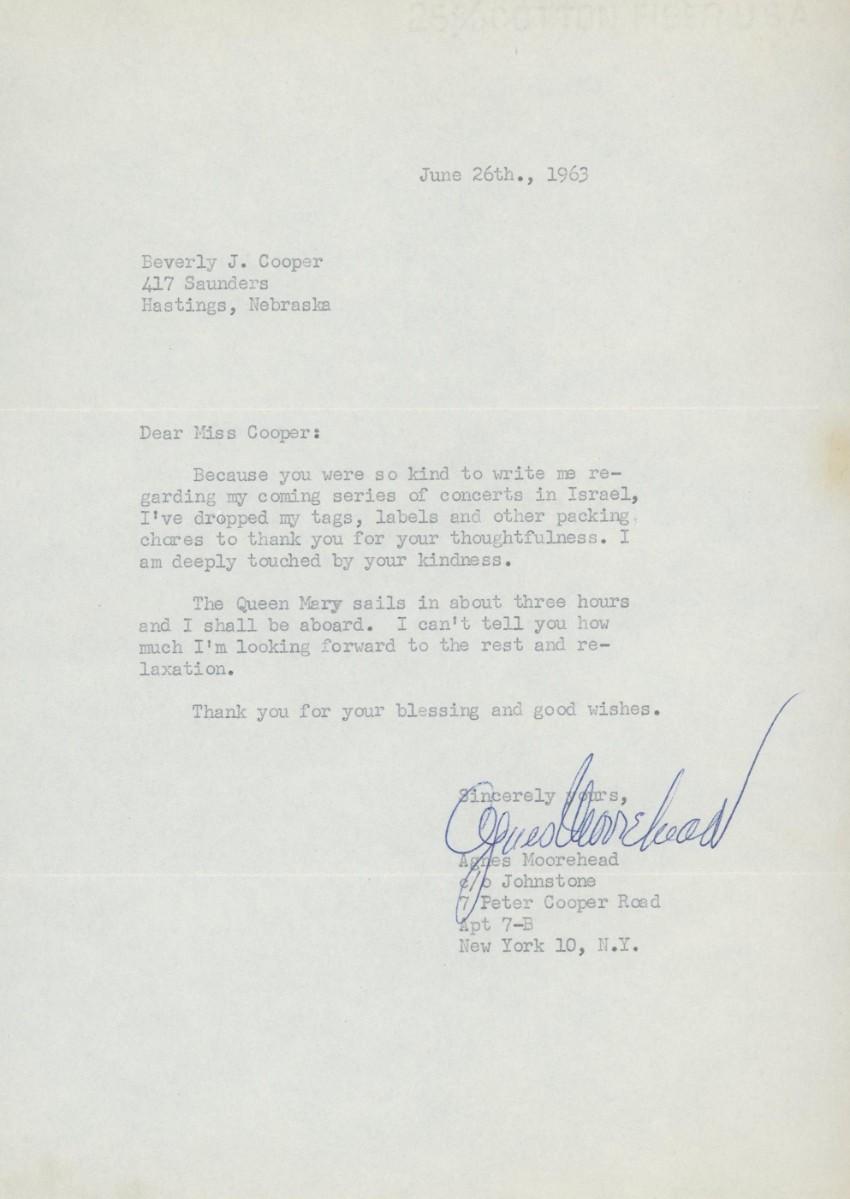 25% COTTON FIBER U S A
June 26th., 1963
Beverly J. Cooper
417 Saunders
Hastings, Nebraska
Dear Miss Cooper:
Because you were so kind to write me re-
garding my coming series of concerts in Israel,
I've dropped my tags, labels and other packing
chores to thank you for your thoughtfulness. I
am deeply touched by your kindness.
The Queen Mary sails in about three hours
and I shall be aboard. I can't tell you how
much I'm looking forward to the rest and re-
laxation.
Thank you for your blessing and good wishes.
Sincerely yours,
Agnes Moorehead
Agnes Moorehead
c/o Johnstone
7 Peter Cooper Road
Apt 7-B
New York 10, N.Y.